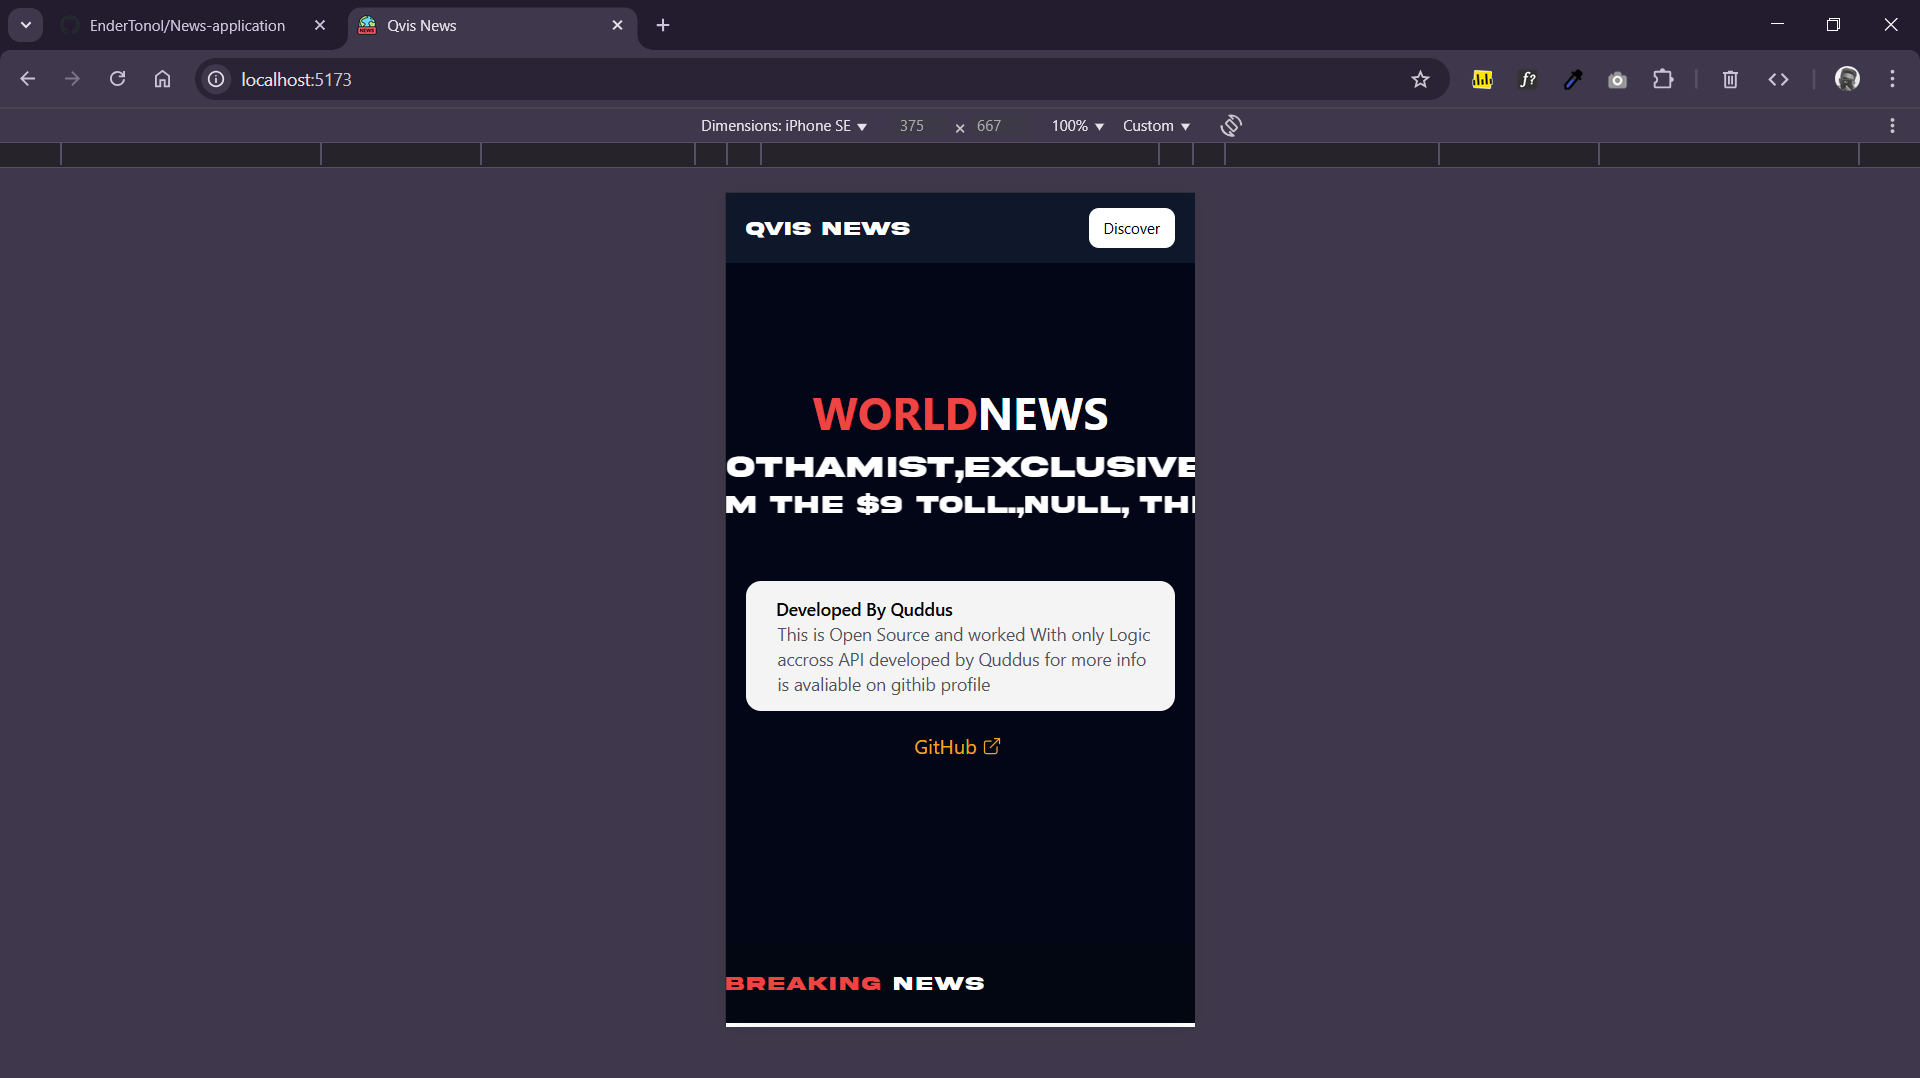 EnderTonol/News-application
Qvis News
localhost:5173
Dimensions: iPhone SE 375 × 667 100% Custom
QVIS NEWS
Discover
WORLDNEWS
OTHAMIST,EXCLUSIVE
M THE $9 TOLL.,NULL, TH
Developed By Quddus
This is Open Source and worked With only Logic
accross API developed by Quddus for more info
is avaliable on githib profile
GitHub
BREAKING NEWS